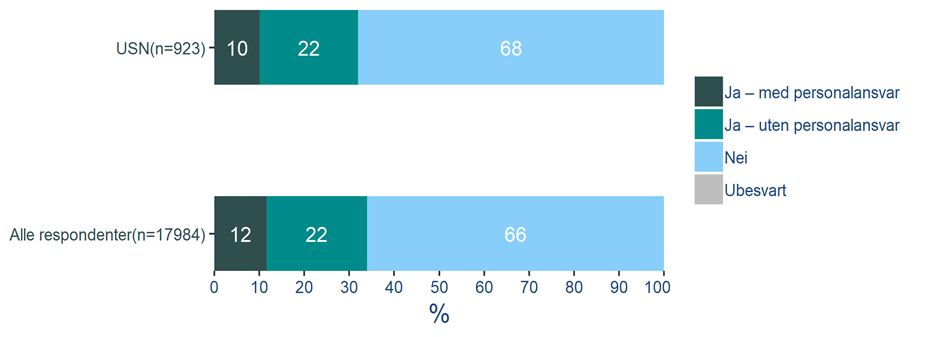 USN(n=923)
10 22 68
Ja – med personalansvar
Ja – uten personalansvar
Nei
Ubesvart
Alle respondenter(n=17984)
12 22 66
0 10 20 30 40 50 60 70 80 90 100
%